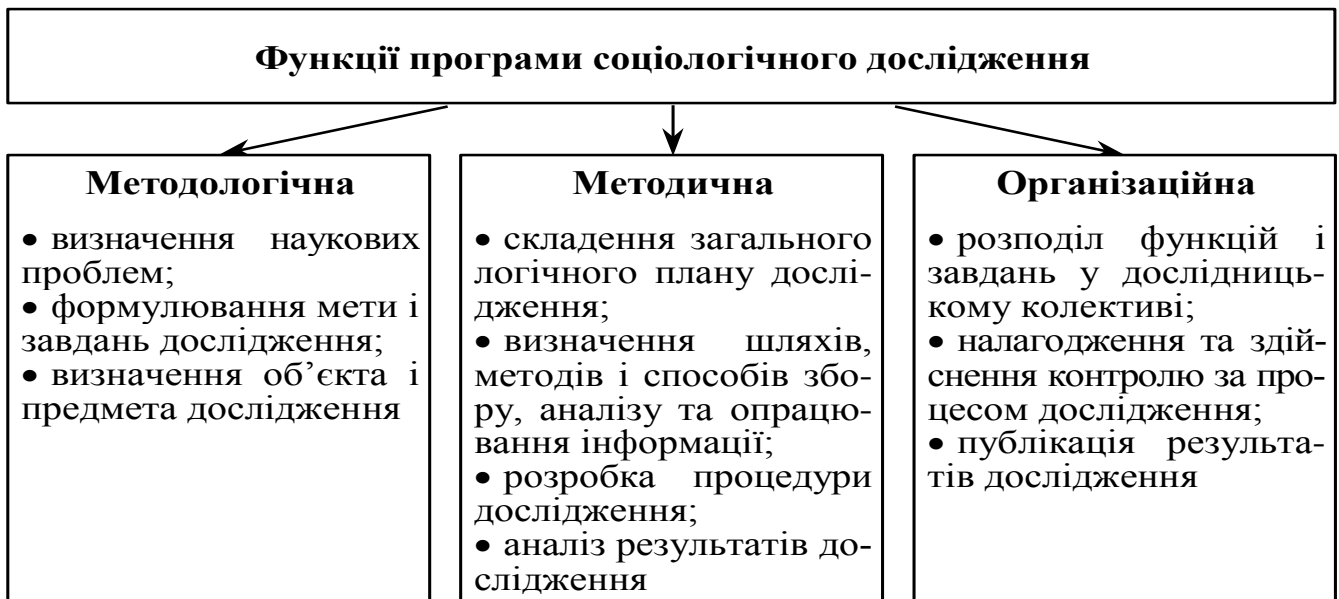 Функції програми соціологічного дослідження
Методологічна
• визначення наукових
проблем;
• формулювання мети і
завдань дослідження;
• визначення об’єкта і
предмета дослідження
Методична
• складення загального
логічного плану дослі-
дження;
• визначення шляхів,
методів і способів збо-
ру, аналізу та опрацю-
вання інформації;
• розробка процедури
дослідження;
• аналіз результатів до-
слідження
Організаційна
• розподіл функцій і
завдань у дослідниць-
кому колективі;
• налагодження та здій-
снення контролю за про-
цесом дослідження;
• публікація результа-
тів дослідження